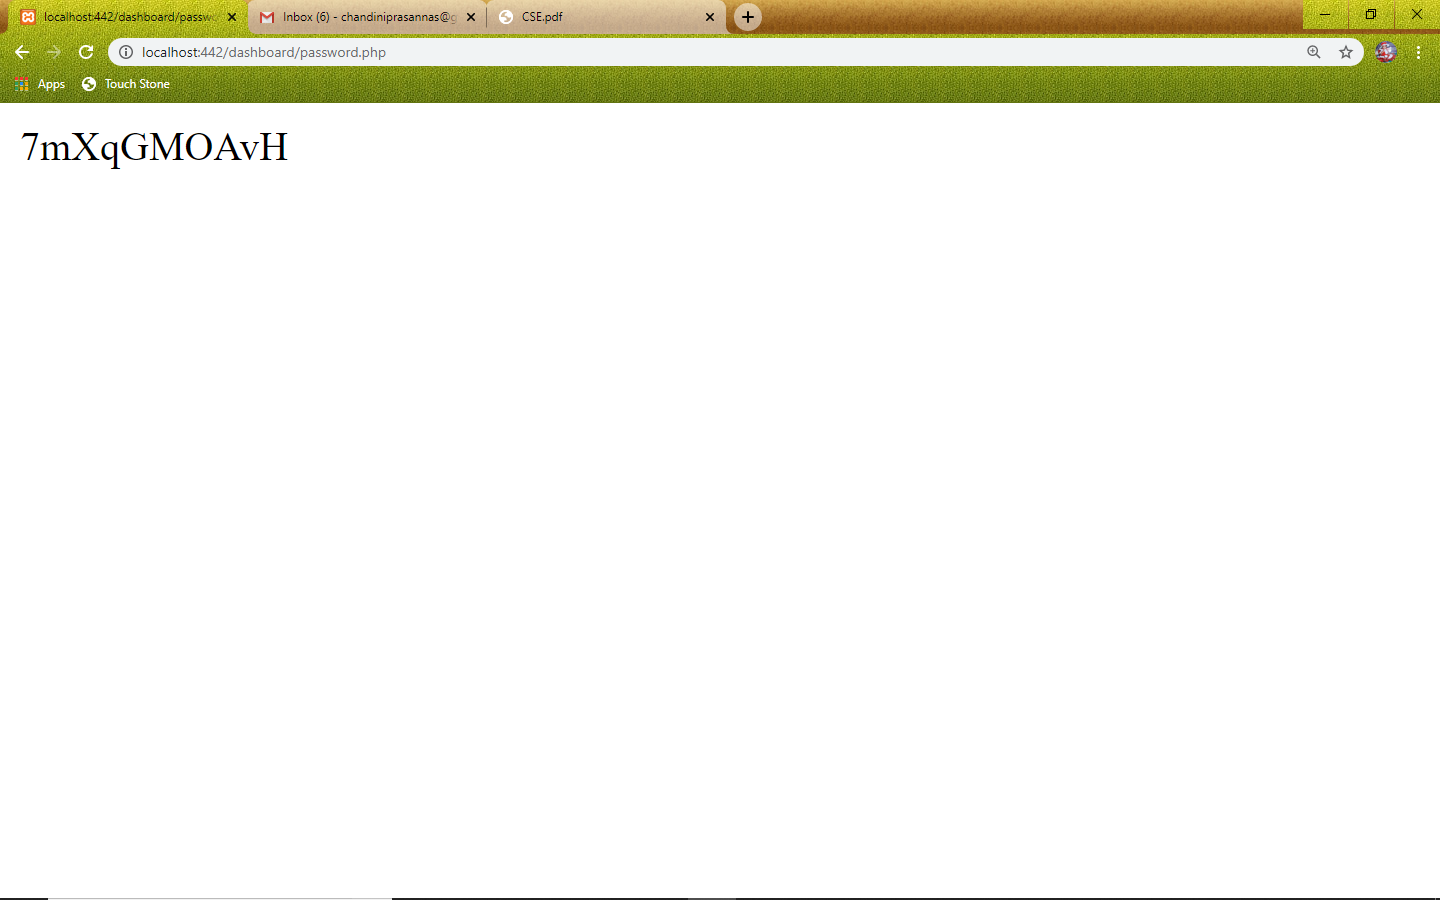 localhost:442/dashboard/passw
Inbox (6) - chandiniprasannas@g
CSE.pdf
localhost:442/dashboard/password.php
Apps
Touch Stone
7mXqGMOAvH